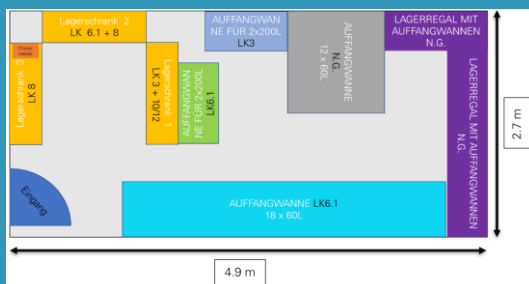 Lagerschrank 2
LK 6.1 + 8
AUFFANGWAN
NE FÜR 2x200L
LK3
AUFFANGWANNE
N.G.
12 x 60L
LAGERREGAL MIT
AUFFANGWANNEN
N.G.
Lagerschrank 3
LK 8
Lagerschrank 1
LK 3 + 10/12
AUFFANGWAN
NE FÜR 2x200L
LK6.1
LAGERREGAL MIT AUFFANGWANNEN
N.G.
2.7 m
Eingang
AUFFANGWANNE LK6.1
18 x 60L
4.9 m